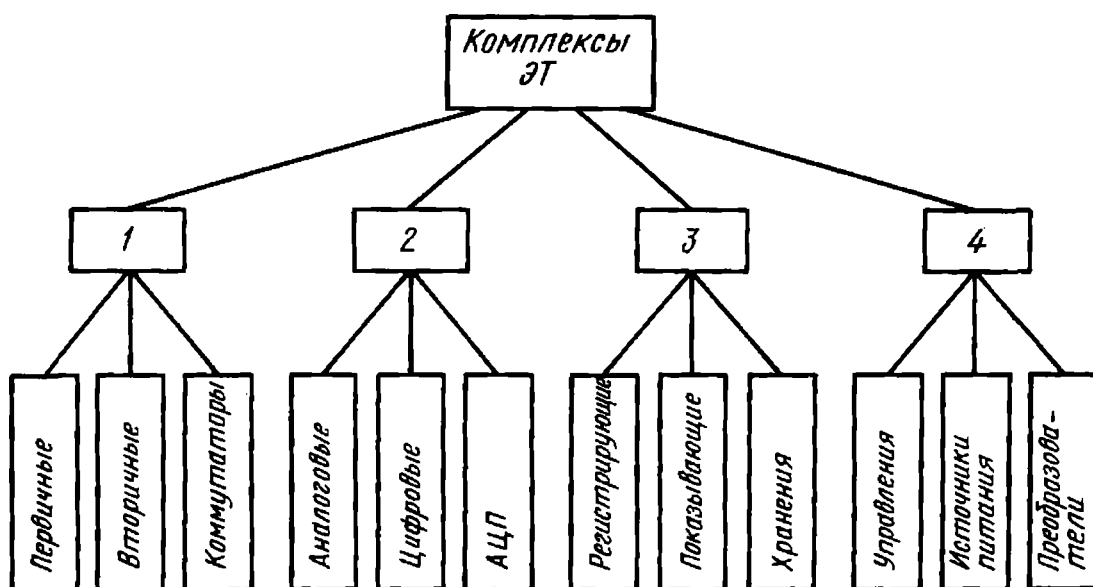 Комплексы
ЭТ
1
2
3
4
Первичные
Вторичные
Коммутаторы
Аналоговые
Цифровые
АЦП
Регистрирующие
Показывающие
Хранения
Управления
Источники
питания
Преобразова-
тели